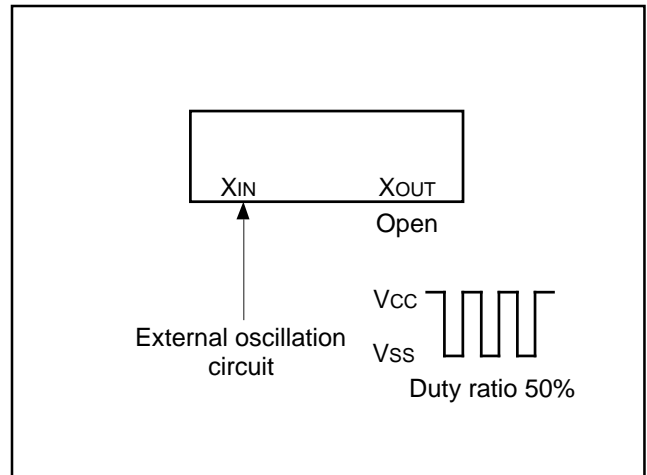 XIN XOUT
Open
External oscillation
circuit
VCC
VSS
Duty ratio 50%